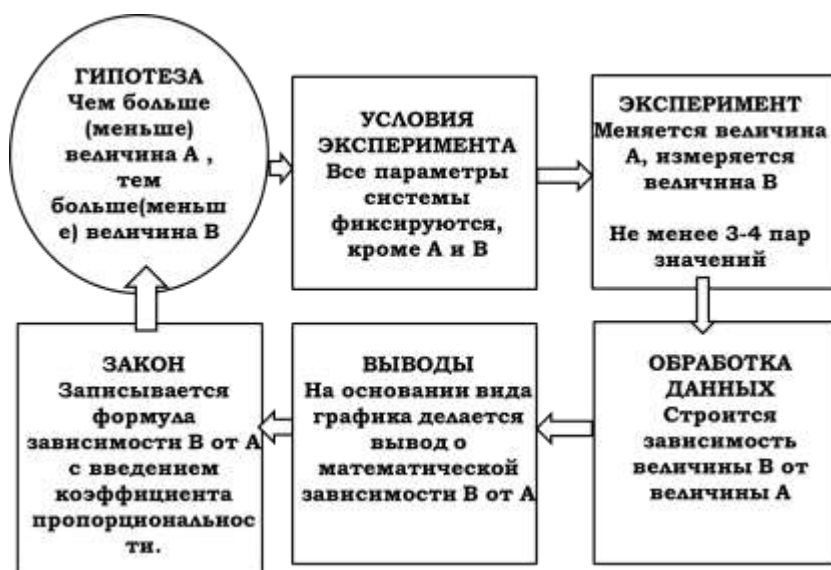 ГИПОТЕЗА
Чем больше
(меньше)
величина А ,
тем
больше(меньш
е) величина В
УСЛОВИЯ
ЭКСПЕРИМЕНТА
Все параметры
системы
фиксируются,
кроме А и В
ЭКСПЕРИМЕНТ
Меняется величина
А, измеряется
величина В
Не менее 3-4 пар
значений
ЗАКОН
Записывается
формула
зависимости В от А
с введением
коэффициента
пропорциональнос
ти.
ВЫВОДЫ
На основании вида
графика делается
вывод о
математической
зависимости В от А
ОБРАБОТКА
ДАННЫХ
Строится
зависимость
величины В от
величины А